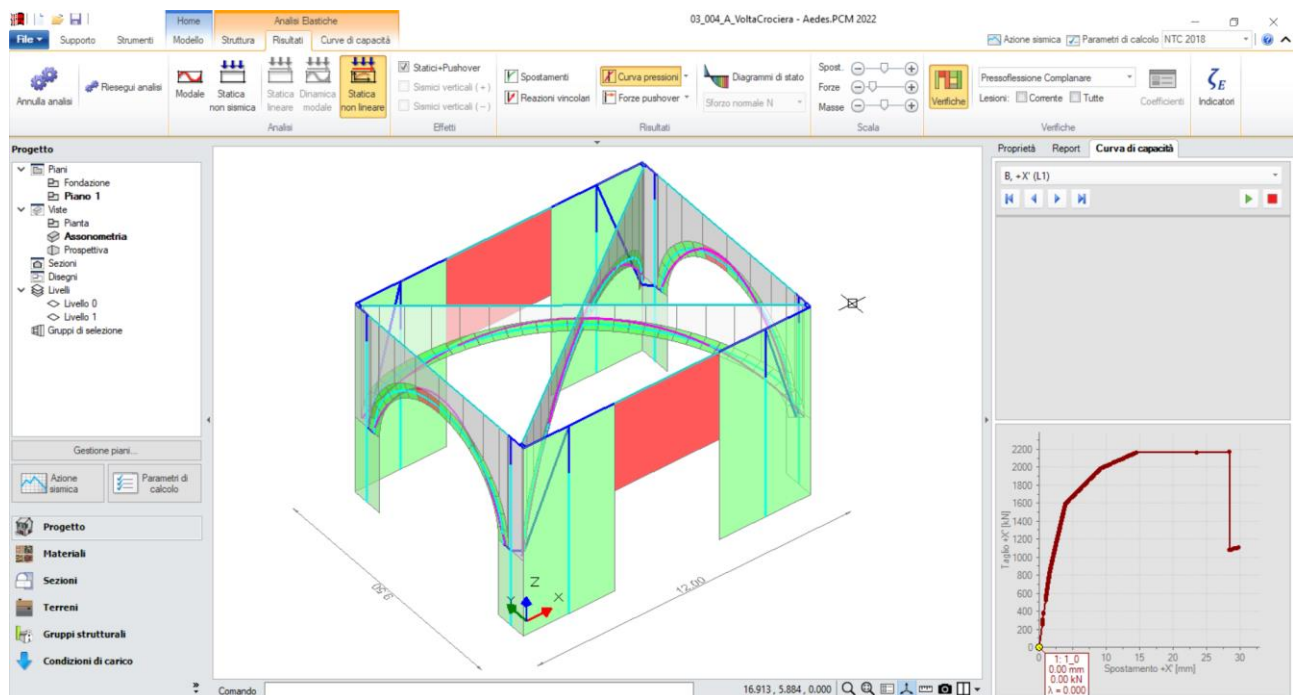 03_004_A_VoltaCrociera - Aedes.PCM 2022
Home
Analisi Elastiche
File
Supporto
Strumenti
Modello
Struttura
Risultati
Curve di capacità
Azione sismica
Parametri di calcolo
NTC 2018
Annulla analisi
Riesegui analisi
Modale
Statica non sismica
Statica lineare
Dinamica modale
Statica non lineare
Analisi
Statici+Pushover
Sismici verticali (+)
Sismici verticali (−)
Effetti
Spostamenti
Reazioni vincolari
Curva pressioni
Forze pushover
Diagrammi di stato
Sforzo normale N
Risultati
Spost.
Forze
Masse
Scala
Verifiche
Pressoflessione Complanare
Lesioni:
Corrente
Tutte
Coefficienti
Verifiche
ζE
Indicatori
Progetto
Piani
Fondazione
Piano 1
Viste
Pianta
Assonometria
Prospettiva
Sezioni
Disegni
Livelli
Livello 0
Livello 1
Gruppi di selezione
Gestione piani...
Azione sismica
Parametri di calcolo
Progetto
Materiali
Sezioni
Terreni
Gruppi strutturali
Condizioni di carico
Z
Y
X
9.50
12.00
Comando
16.913 , 5.884 , 0.000
Proprietà
Report
Curva di capacità
B, +X' (L1)
Taglio +X' [kN]
2200
2000
1800
1600
1400
1200
1000
800
600
400
200
0
0
5
10
15
20
25
30
Spostamento +X' [mm]
1: 1_0
0.00 mm
0.00 kN
λ = 0.000